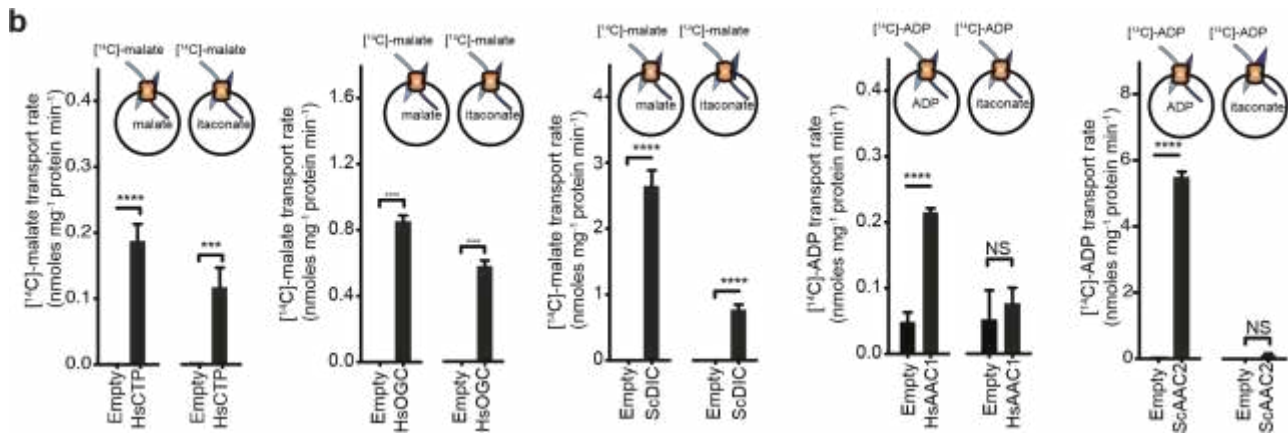 b
[¹⁴C]-malate [¹⁴C]-malate
malate itaconate
[¹⁴C]-malate transport rate
(nmoles mg⁻¹ protein min⁻¹)
0.4
0.3
0.2
0.1
0.0
**** ***
Empty
HsCTP
Empty
HsCTP
[¹⁴C]-malate [¹⁴C]-malate
malate itaconate
[¹⁴C]-malate transport rate
(nmoles mg⁻¹ protein min⁻¹)
1.6
1.2
0.8
0.4
0.0
Empty
HsOGC
Empty
HsOGC
[¹⁴C]-malate [¹⁴C]-malate
malate itaconate
[¹⁴C]-malate transport rate
(nmoles mg⁻¹ protein min⁻¹)
4
3
2
1
0
**** ****
Empty
ScDIC
Empty
ScDIC
[¹⁴C]-ADP [¹⁴C]-ADP
ADP itaconate
[¹⁴C]-ADP transport rate
(nmoles mg⁻¹ protein min⁻¹)
0.4
0.3
0.2
0.1
0.0
**** NS
Empty
HsAAC1
Empty
HsAAC1
[¹⁴C]-ADP [¹⁴C]-ADP
ADP itaconate
[¹⁴C]-ADP transport rate
(nmoles mg⁻¹ protein min⁻¹)
8
6
4
2
0
**** NS
Empty
ScAAC2
Empty
ScAAC2